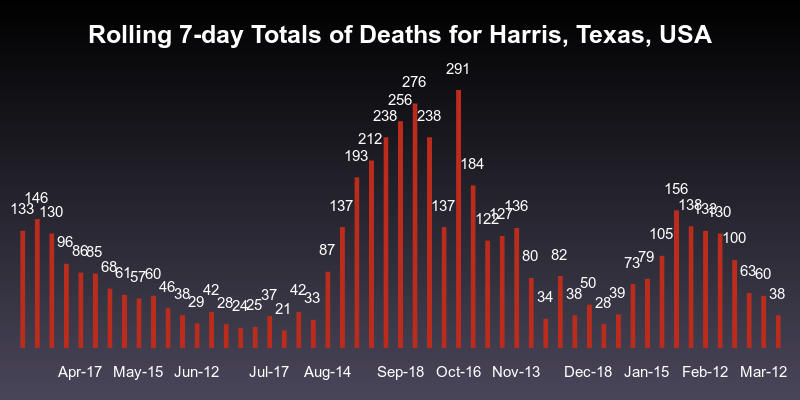 Rolling 7-day Totals of Deaths for Harris, Texas, USA
133 146 130 96 86 85 68 61 57 60 46 38 29 42 28 24 25 37 21 42 33 87 137 193 212 238 256 276 238 137 291 184 122 127 136 80 34 82 38 50 28 39 73 79 105 156 138 130 100 63 60 38
Apr-17 May-15 Jun-12 Jul-17 Aug-14 Sep-18 Oct-16 Nov-13 Dec-18 Jan-15 Feb-12 Mar-12